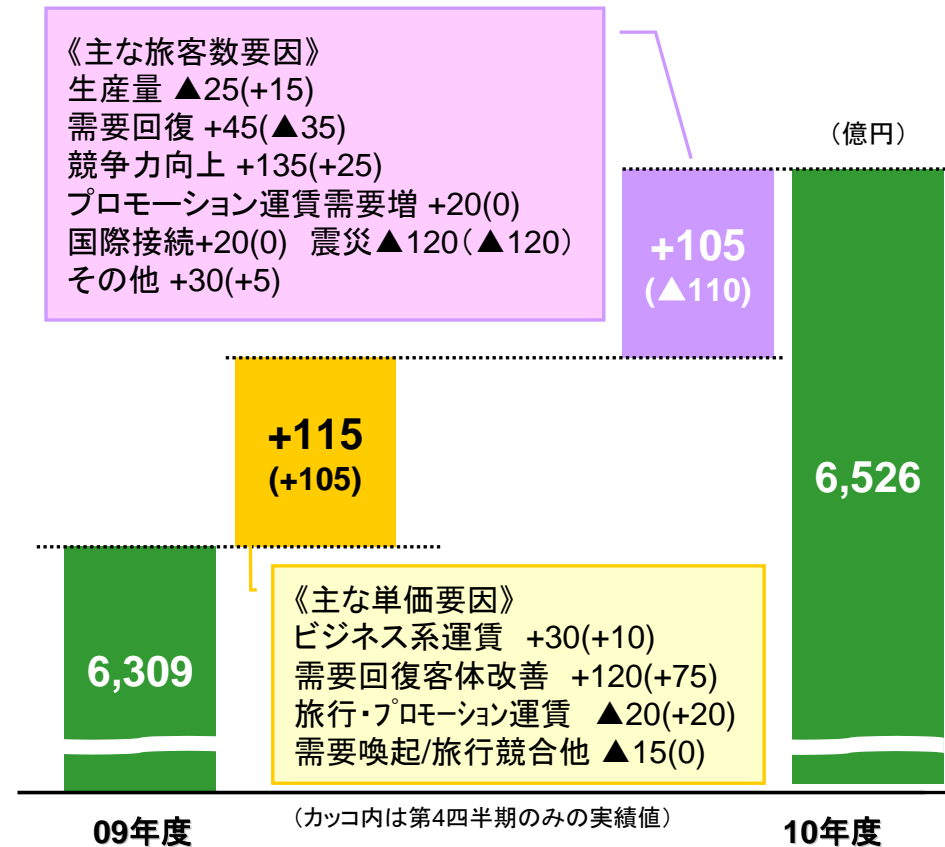 《主な旅客数要因》
生産量 ▲25(+15)
需要回復 +45(▲35)
競争力向上 +135(+25)
プロモーション運賃需要増 +20(0)
国際接続+20(0) 震災▲120(▲120)
その他 +30(+5)
（億円）
+105
(▲110)
+115
(+105)
6,526
6,309
《主な単価要因》
ビジネス系運賃 +30(+10)
需要回復客体改善 +120(+75)
旅行・プロモーション運賃 ▲20(+20)
需要喚起/旅行競合他 ▲15(0)
09年度
（カッコ内は第4四半期のみの実績値）
10年度